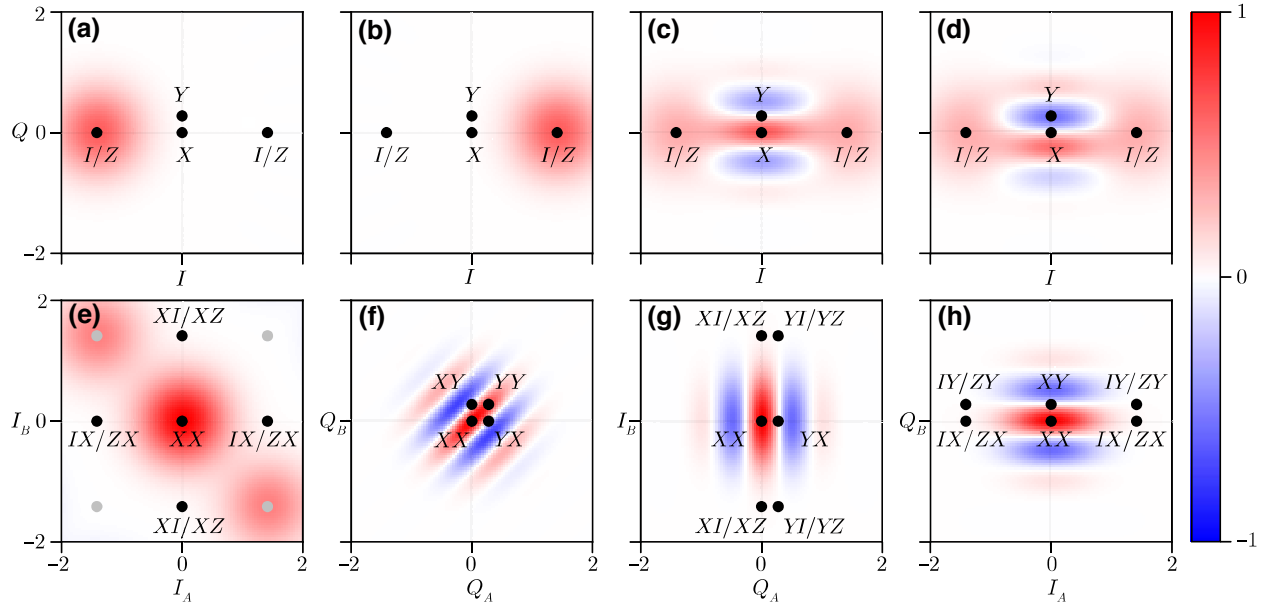 2
(a)
(b)
(c)
(d)
1
Y
Y
Y
Y
Q
0
I/Z
X
I/Z
I/Z
X
I/Z
I/Z
X
I/Z
I/Z
X
I/Z
−2
I
I
I
I
0
2
(e)
XI/XZ
(f)
(g)
XI/XZ
YI/YZ
(h)
XY
YY
IY/ZY
XY
IY/ZY
I_B
0
Q_B
I_B
Q_B
IX/ZX
XX
IX/ZX
XX
YX
XX
YX
IX/ZX
XX
IX/ZX
XI/XZ
XI/XZ
YI/YZ
−2
−2
0
2
0
2
0
2
0
2
−1
I_A
Q_A
Q_A
I_A